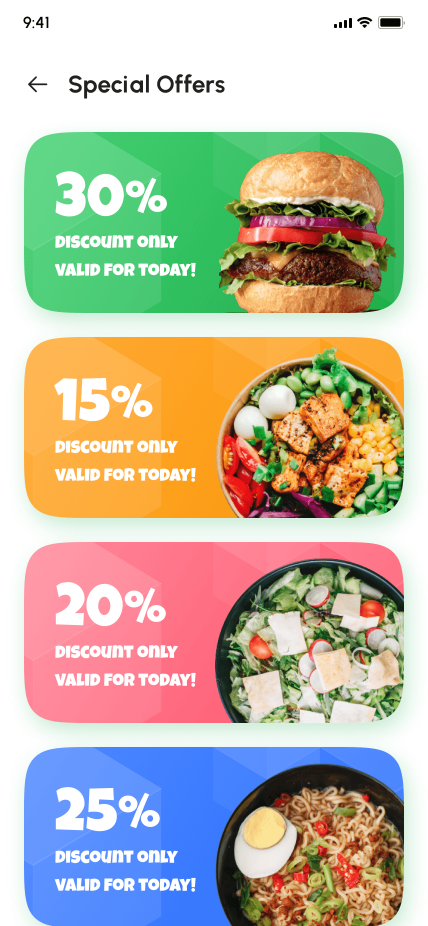 9:41
Special Offers
30%
DISCOUNT ONLY
VALID FOR TODAY!
15%
DISCOUNT ONLY
VALID FOR TODAY!
20%
DISCOUNT ONLY
VALID FOR TODAY!
25%
DISCOUNT ONLY
VALID FOR TODAY!